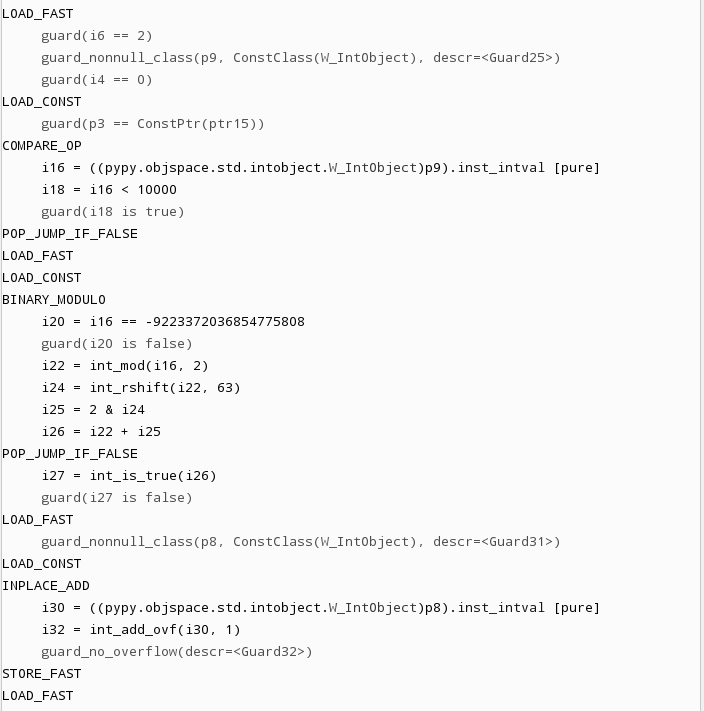 LOAD_FAST
guard(i6 == 2)
guard_nonnull_class(p9, ConstClass(W_IntObject), descr=<Guard25>)
guard(i4 == 0)
LOAD_CONST
guard(p3 == ConstPtr(ptr15))
COMPARE_OP
i16 = ((pypy.objspace.std.intobject.W_IntObject)p9).inst_intval [pure]
i18 = i16 < 10000
guard(i18 is true)
POP_JUMP_IF_FALSE
LOAD_FAST
LOAD_CONST
BINARY_MODULO
i20 = i16 == -9223372036854775808
guard(i20 is false)
i22 = int_mod(i16, 2)
i24 = int_rshift(i22, 63)
i25 = 2 & i24
i26 = i22 + i25
POP_JUMP_IF_FALSE
i27 = int_is_true(i26)
guard(i27 is false)
LOAD_FAST
guard_nonnull_class(p8, ConstClass(W_IntObject), descr=<Guard31>)
LOAD_CONST
INPLACE_ADD
i30 = ((pypy.objspace.std.intobject.W_IntObject)p8).inst_intval [pure]
i32 = int_add_ovf(i30, 1)
guard_no_overflow(descr=<Guard32>)
STORE_FAST
LOAD_FAST